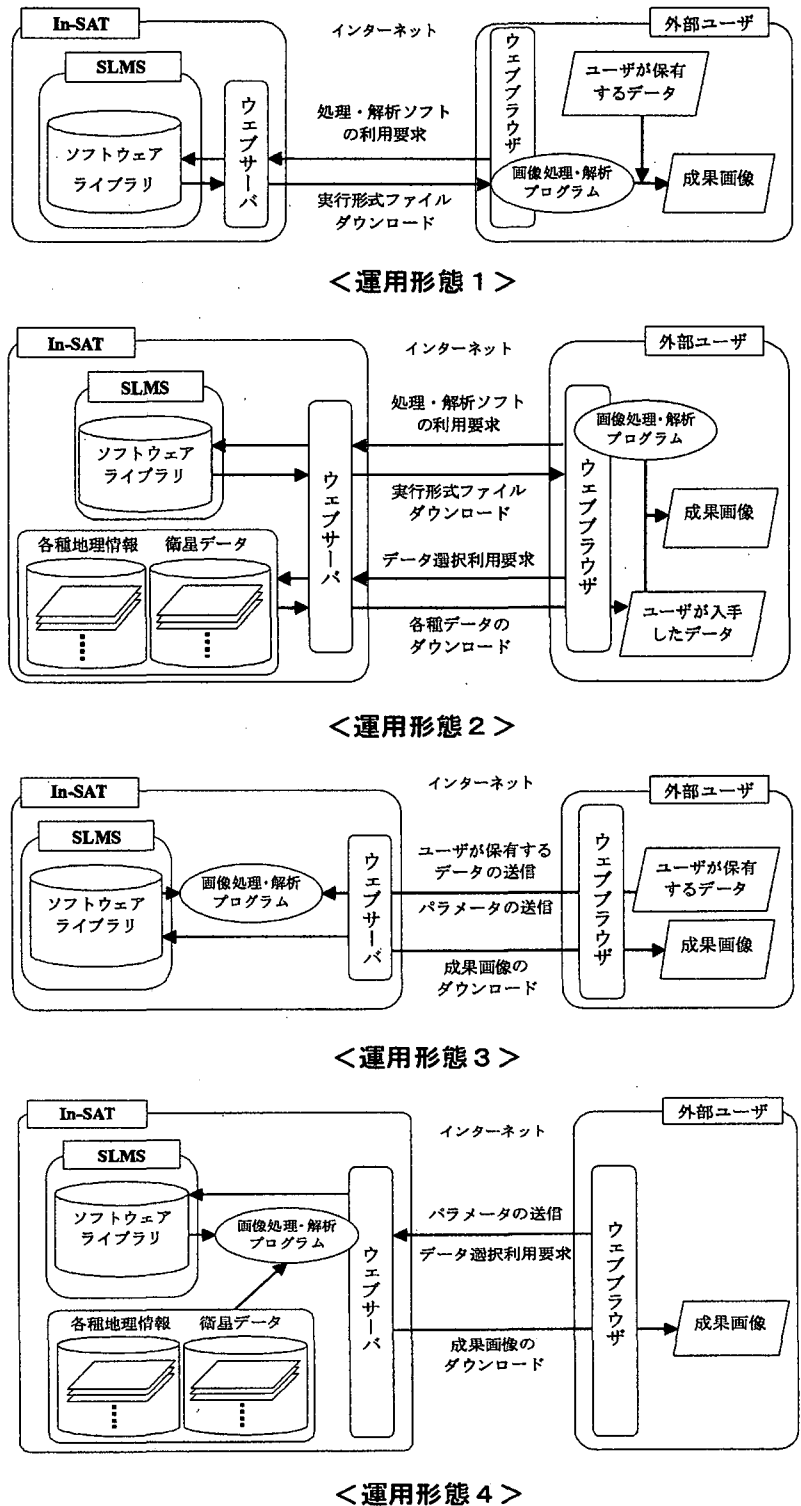 In-SAT
インターネット
外部ユーザ
SLMS
ソフトウェア
ライブラリ
ウェブサーバ
処理・解析ソフト
の利用要求
実行形式ファイル
ダウンロード
ウェブブラウザ
ユーザが保有
するデータ
画像処理・解析
プログラム
成果画像
＜運用形態１＞
In-SAT
インターネット
外部ユーザ
SLMS
ソフトウェア
ライブラリ
各種地理情報
衛星データ
ウェブサーバ
処理・解析ソフト
の利用要求
実行形式ファイル
ダウンロード
データ選択利用要求
各種データの
ダウンロード
ウェブブラウザ
画像処理・解析
プログラム
成果画像
ユーザが入手
したデータ
＜運用形態２＞
In-SAT
インターネット
外部ユーザ
SLMS
ソフトウェア
ライブラリ
画像処理・解析
プログラム
ウェブサーバ
ユーザが保有する
データの送信
パラメータの送信
成果画像の
ダウンロード
ウェブブラウザ
ユーザが保有
するデータ
成果画像
＜運用形態３＞
In-SAT
インターネット
外部ユーザ
SLMS
ソフトウェア
ライブラリ
画像処理・解析
プログラム
各種地理情報
衛星データ
ウェブサーバ
パラメータの送信
データ選択利用要求
成果画像の
ダウンロード
ウェブブラウザ
成果画像
＜運用形態４＞